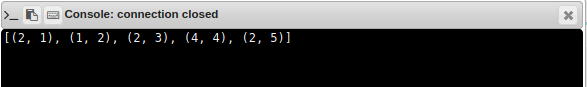 Console: connection closed
[(2, 1), (1, 2), (2, 3), (4, 4), (2, 5)]